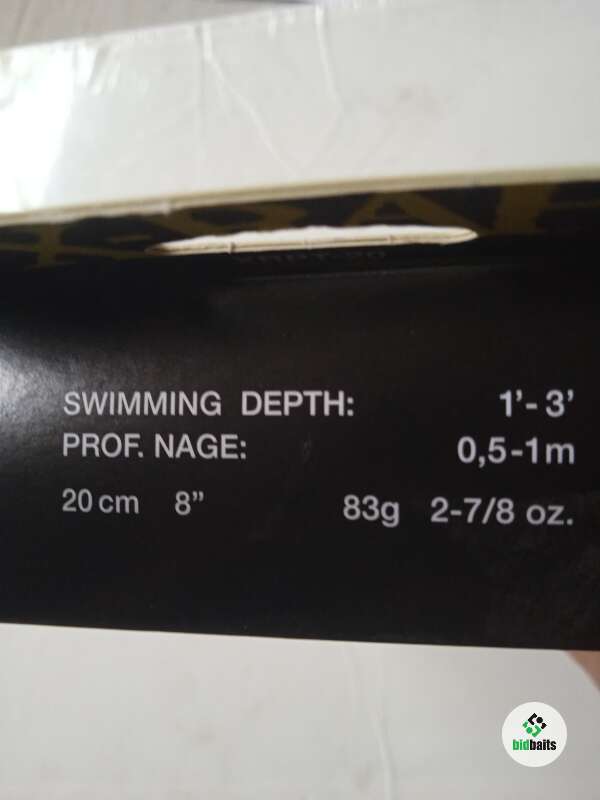 SWIMMING DEPTH: 1'- 3'
PROF. NAGE: 0,5-1m
20 cm 8” 83g 2-7/8 oz.
bidbaits